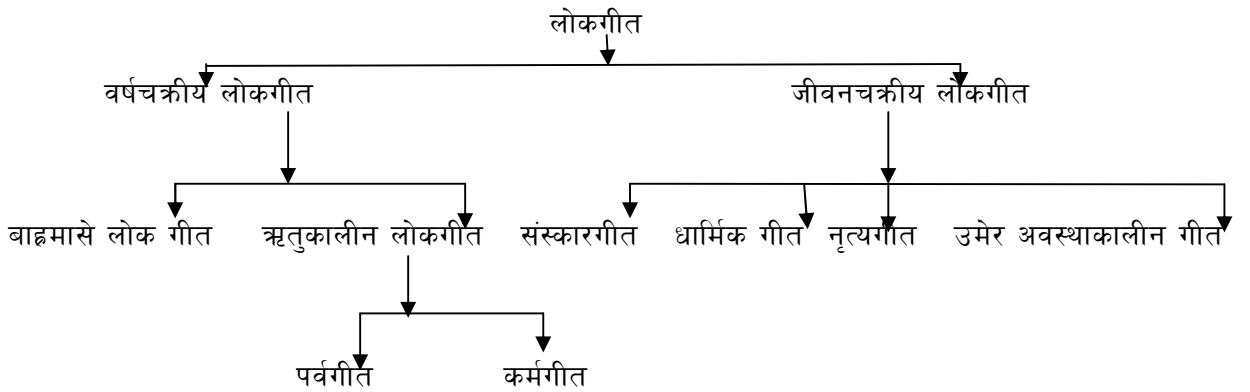 लोकगीत
वर्षचक्रीय लोकगीत जीवनचक्रीय लोकगीत
बाह्रमासे लोक गीत ऋतुकालीन लोकगीत संस्कारगीत धार्मिक गीत नृत्यगीत उमेर अवस्थाकालीन गीत
पर्वगीत कर्मगीत